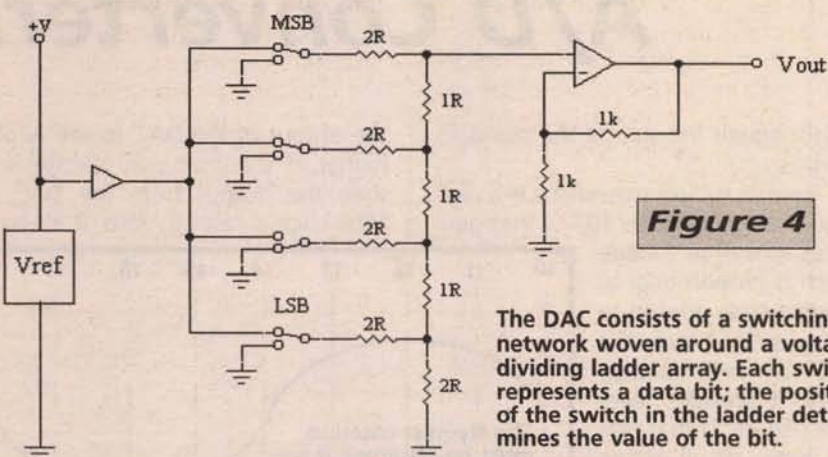 A/D Converter
+V
MSB
2R
Vout
1R
1k
2R
1k
1R
Figure 4
2R
Vref
1R
LSB
2R
2R
The DAC consists of a switchin
network woven around a volta
dividing ladder array. Each swi
represents a data bit; the posit
of the switch in the ladder det
mines the value of the bit.